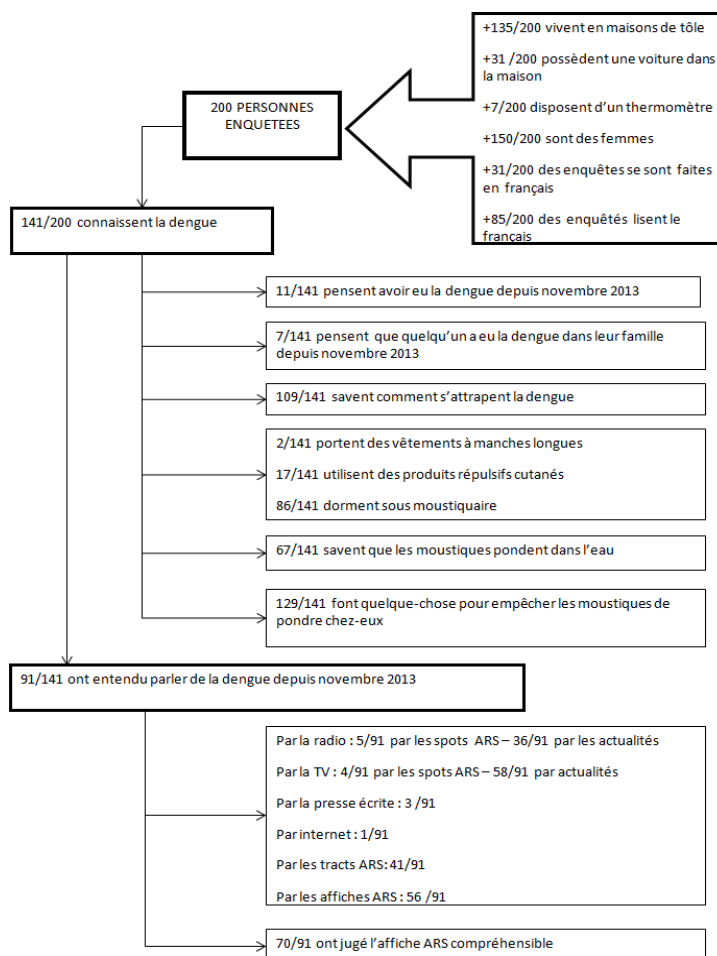 +135/200 vivent en maisons de tôle
+31 /200 possèdent une voiture dans
la maison
+7/200 disposent d'un thermomètre
+150/200 sont des femmes
+31/200 des enquêtes se sont faites
en français
+85/200 des enquêtés lisent le
français
200 PERSONNES
ENQUETEES
141/200 connaissent la dengue
11/141 pensent avoir eu la dengue depuis novembre 2013
7/141 pensent que quelqu'un a eu la dengue dans leur famille
depuis novembre 2013
109/141 savent comment s'attrapent la dengue
2/141 portent des vêtements à manches longues
17/141 utilisent des produits répulsifs cutanés
86/141 dorment sous moustiquaire
67/141 savent que les moustiques pondent dans l'eau
129/141 font quelque-chose pour empêcher les moustiques de
pondre chez-eux
91/141 ont entendu parler de la dengue depuis novembre 2013
Par la radio : 5/91 par les spots ARS – 36/91 par les actualités
Par la TV : 4/91 par les spots ARS – 58/91 par actualités
Par la presse écrite : 3 /91
Par internet : 1/91
Par les tracts ARS: 41/91
Par les affiches ARS : 56 /91
70/91 ont jugé l'affiche ARS compréhensible